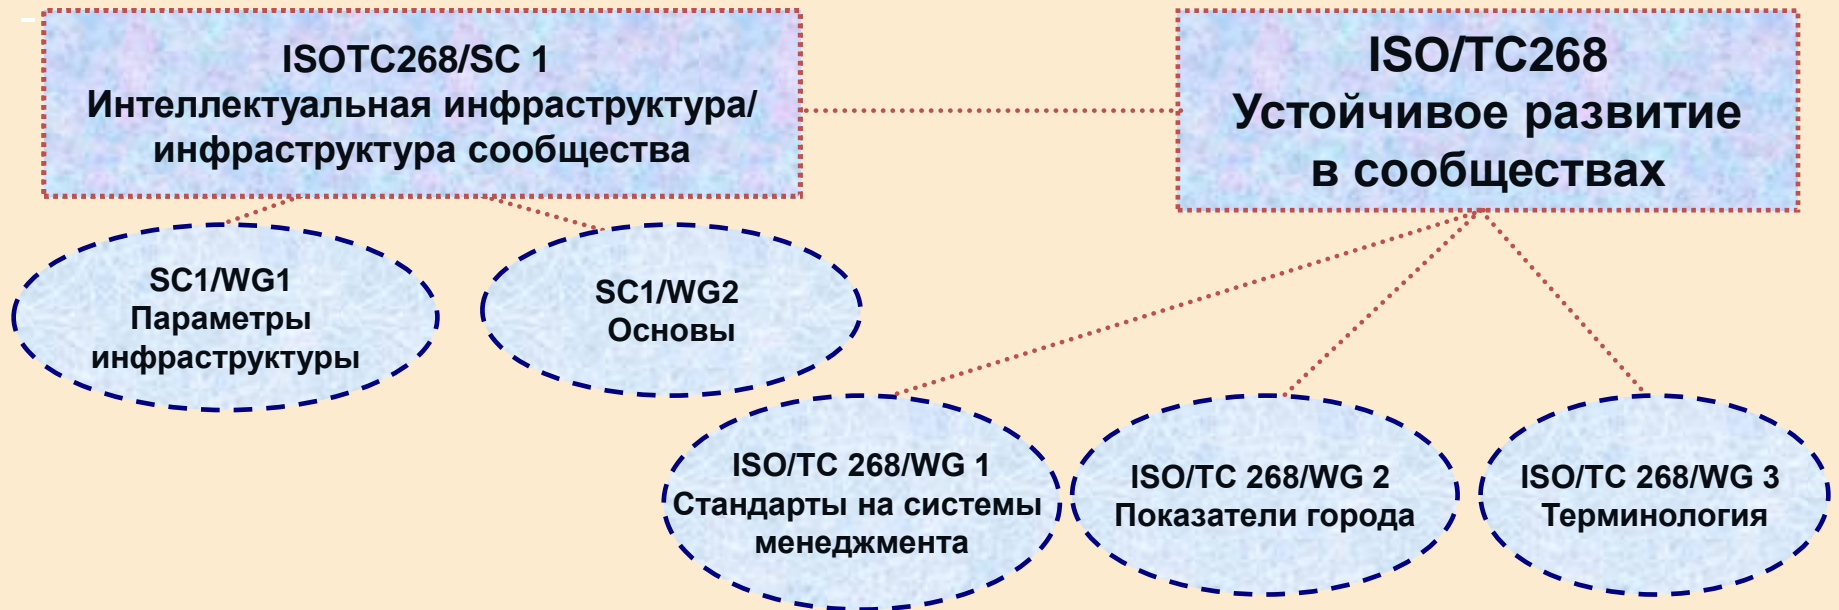 ISOTC268/SC 1
Интеллектуальная инфраструктура/
инфраструктура сообщества
ISO/TC268
Устойчивое развитие
в сообществах
SC1/WG1
Параметры
инфраструктуры
SC1/WG2
Основы
ISO/TC 268/WG 1
Стандарты на системы
менеджмента
ISO/TC 268/WG 2
Показатели города
ISO/TC 268/WG 3
Терминология